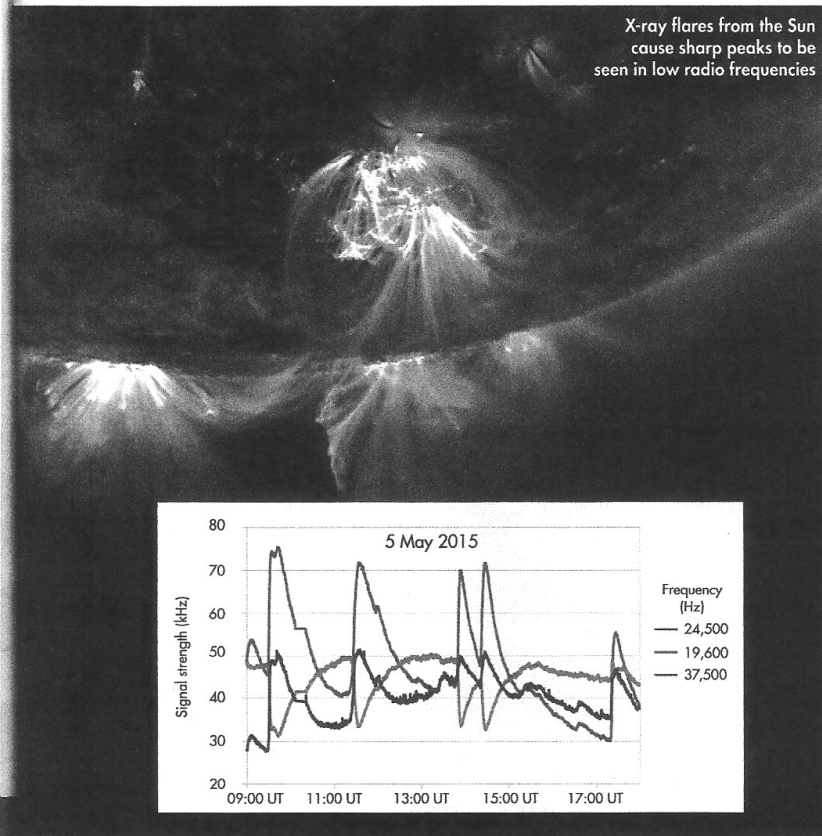 X-ray flares from the Sun
cause sharp peaks to be
seen in low radio frequencies
5 May 2015
Signal strength (kHz)
80
70
60
50
40
30
20
09:00 UT 11:00 UT 13:00 UT 15:00 UT 17:00 UT
Frequency
(Hz)
24,500
19,600
37,500